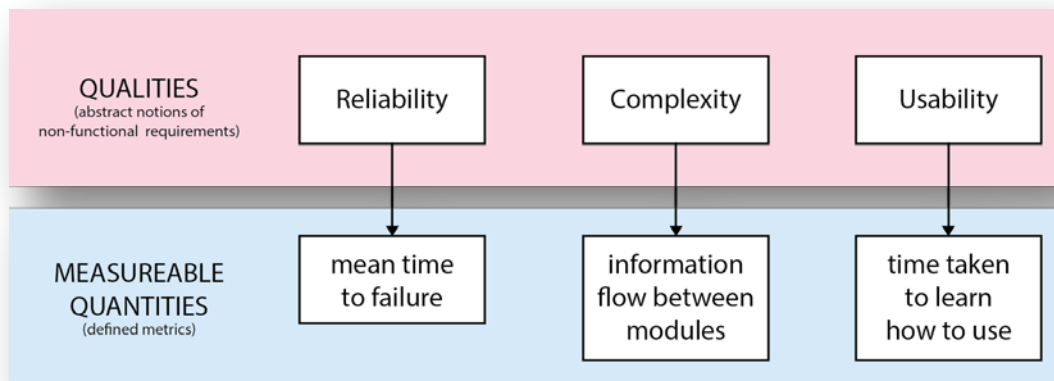 QUALITIES
(abstract notions of
non-functional requirements)
Reliability
Complexity
Usability
MEASUREABLE
QUANTITIES
(defined metrics)
mean time
to failure
information
flow between
modules
time taken
to learn
how to use